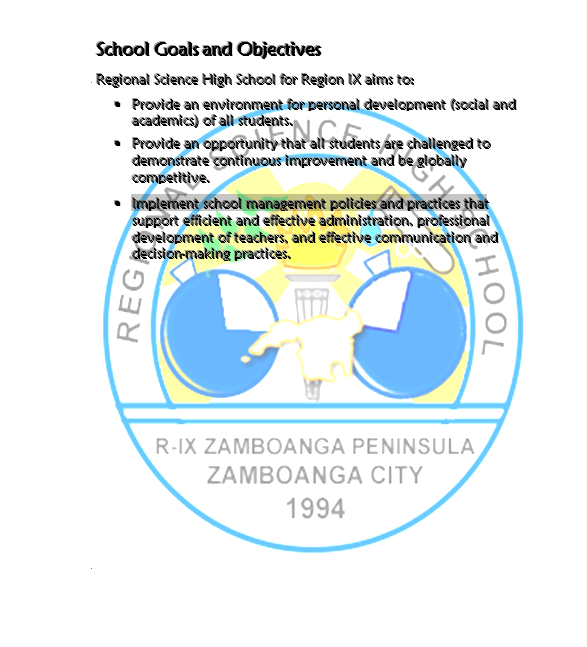 School Goals and Objectives
Regional Science High School for Region IX aims to:
• Provide an environment for personal development (social and
academics) of all students.
• Provide an opportunity that all students are challenged to
demonstrate continuous improvement and be globally
competitive.
• Implement school management policies and practices that
support efficient and effective administration, professional
development of teachers, and effective communication and
decision-making practices.
REGIONAL SCIENCE HIGH SCHOOL
R-IX ZAMBOANGA PENINSULA
ZAMBOANGA CITY
1994